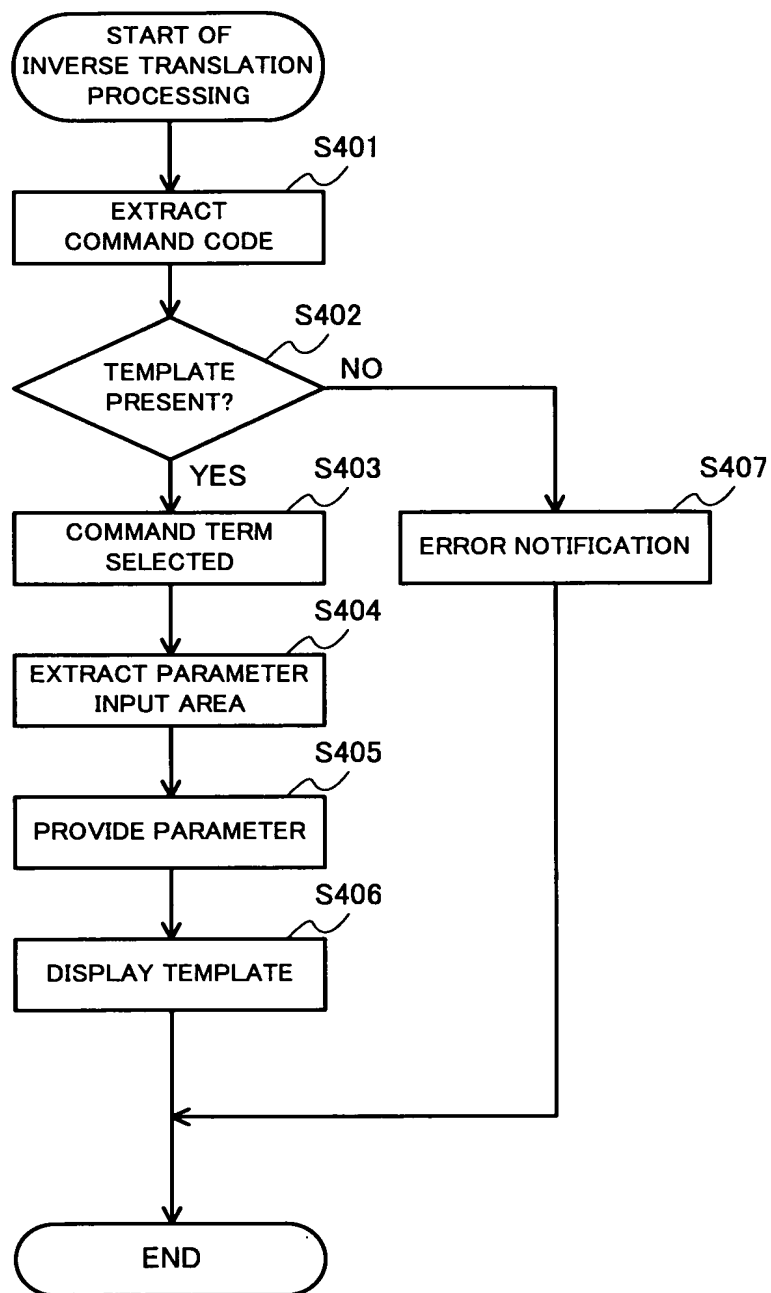 START OF
INVERSE TRANSLATION
PROCESSING
S401
EXTRACT
COMMAND CODE
S402
TEMPLATE
PRESENT?
NO
YES
S403
COMMAND TERM
SELECTED
S407
ERROR NOTIFICATION
S404
EXTRACT PARAMETER
INPUT AREA
S405
PROVIDE PARAMETER
S406
DISPLAY TEMPLATE
END